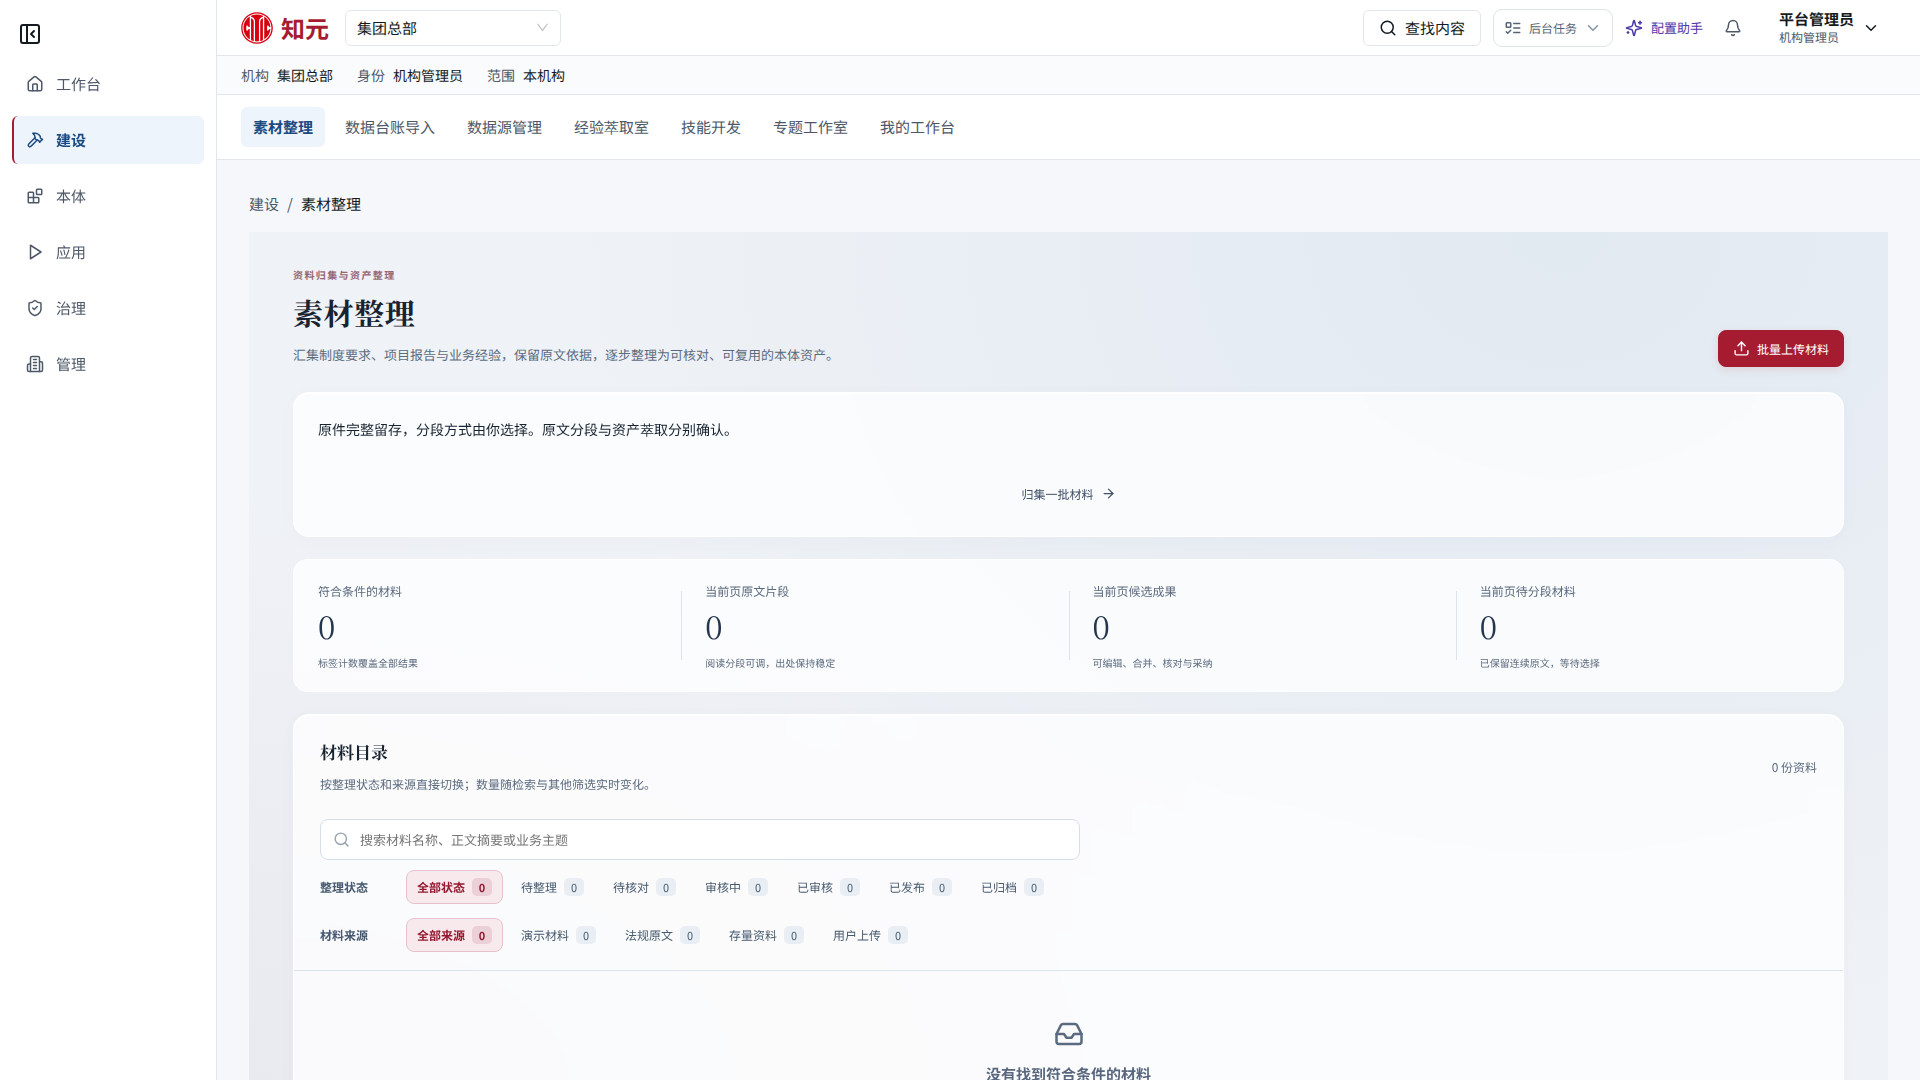 知元
集团总部
查找内容
后台任务
配置助手
平台管理员
机构管理员
工作台
建设
本体
应用
治理
管理
机构 集团总部 身份 机构管理员 范围 本机构
素材整理 数据台账导入 数据源管理 经验萃取室 技能开发 专题工作室 我的工作台
建设 / 素材整理
资料归集与资产整理
素材整理
汇集制度要求、项目报告与业务经验，保留原文依据，逐步整理为可核对、可复用的本体资产。
批量上传材料
原件完整留存，分段方式由你选择。原文分段与资产萃取分别确认。
归集一批材料
符合条件的材料
0
标签计数覆盖全部结果
当前页原文片段
0
阅读分段可调，出处保持稳定
当前页候选成果
0
可编辑、合并、核对与采纳
当前页待分段材料
0
已保留连续原文，等待选择
材料目录
按整理状态和来源直接切换；数量随检索与其他筛选实时变化。
0 份资料
搜索材料名称、正文摘要或业务主题
整理状态 全部状态 0 待整理 0 待核对 0 审核中 0 已审核 0 已发布 0 已归档 0
材料来源 全部来源 0 演示材料 0 法规原文 0 存量资料 0 用户上传 0
没有找到符合条件的材料